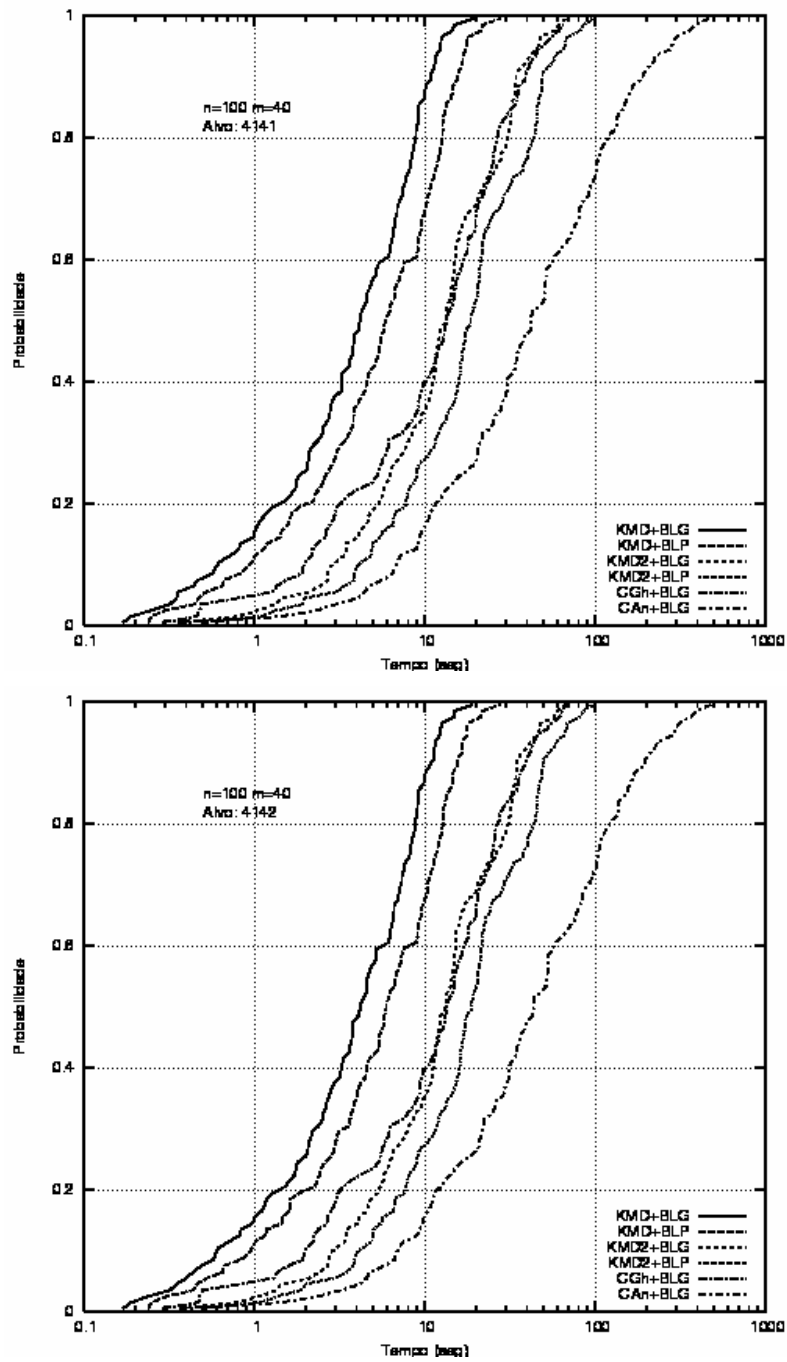 1
n=100 m=40
Alvo: 4141
0.8
0.6
Probabilidade
0.4
0.2
KMD+BLG
KMD+BLP
KMD2+BLG
KMD2+BLP
CGh+BLG
CAn+BLG
0
0.1 1 10 100 1000
Tempo (seg)
1
n=100 m=40
Alvo: 4142
0.8
0.6
Probabilidade
0.4
0.2
KMD+BLG
KMD+BLP
KMD2+BLG
KMD2+BLP
CGh+BLG
CAn+BLG
0
0.1 1 10 100 1000
Tempo (seg)